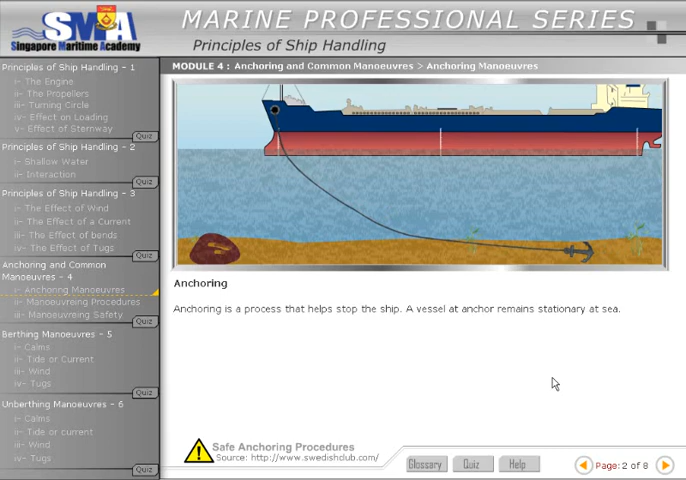 SMA
Singapore Maritime Academy
MARINE PROFESSIONAL SERIES
Principles of Ship Handling
MODULE 4 : Anchoring and Common Manoeuvres > Anchoring Manoeuvres
Principles of Ship Handling - 1
i- The Engine
ii- The Propellers
iii- Turning Circle
iv- Effect on Loading
v- Effect of Sternway
Quiz
Principles of Ship Handling - 2
i- Shallow Water
ii- Interaction
Quiz
Principles of Ship Handling - 3
i- The Effect of Wind
ii- The Effect of a Current
iii- The Effect of bends
iv- The Effect of Tugs
Quiz
Anchoring and Common
Manoeuvres - 4
i- Anchoring Manoeuvres
ii- Manoeuvreing Procedures
iii- Manoeuvreing Safety
Quiz
Berthing Manoeuvres - 5
i- Calms
ii- Tide or Current
iii- Wind
iv- Tugs
Quiz
Unberthing Manoeuvres - 6
i- Calms
ii- Tide or current
iii- Wind
iv- Tugs
Quiz
Anchoring
Anchoring is a process that helps stop the ship. A vessel at anchor remains stationary at sea.
Safe Anchoring Procedures
Source: http://www.swedishclub.com/
Glossary
Quiz
Help
Page: 2 of 8